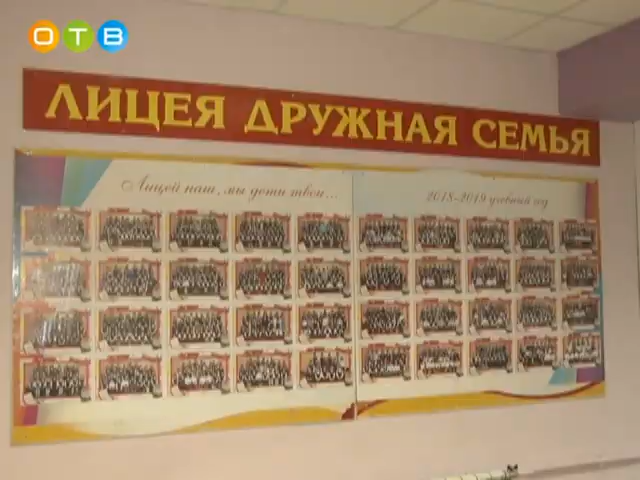 ОТВ
ЛИЦЕЯ ДРУЖНАЯ СЕМЬЯ
Лицей наш, мы дети твои...
2018-2019 учебный год